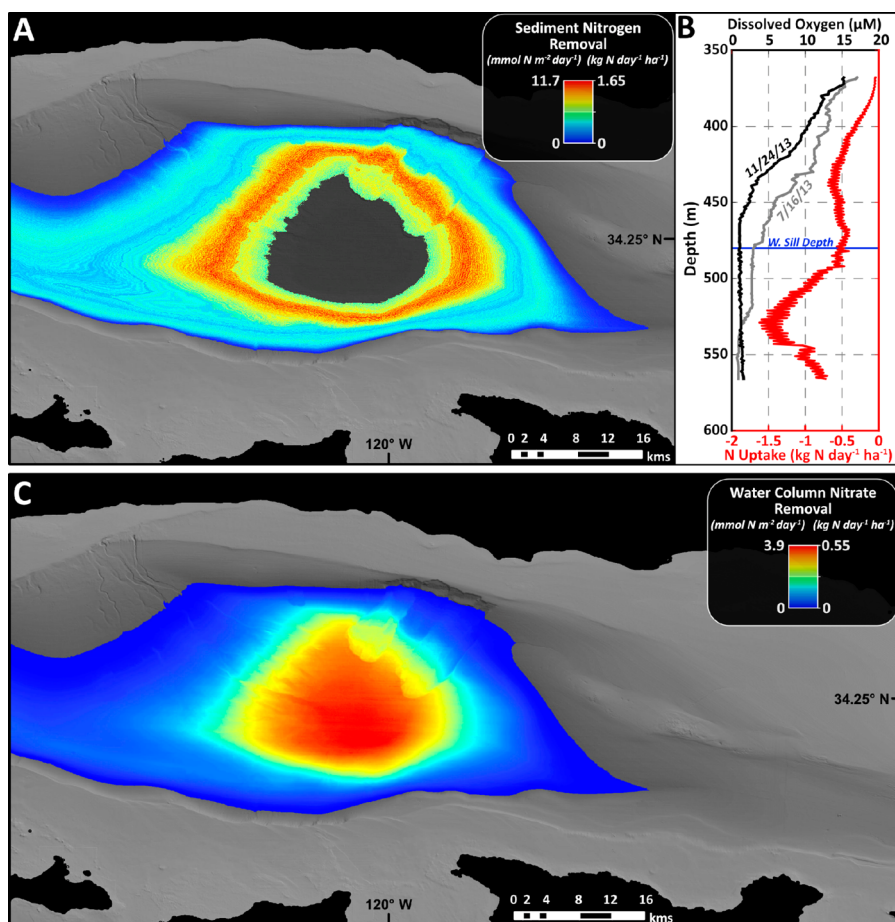 A
Sediment Nitrogen
Removal
(mmol N m⁻² day⁻¹) (kg N day⁻¹ ha⁻¹)
11.7 1.65
0 0
34.25° N
120° W
0 2 4 8 12 16
kms
B
Dissolved Oxygen (µM)
0 5 10 15 20
350
400
450
500
550
600
Depth (m)
11/24/13
7/16/13
W. Sill Depth
-2 -1.5 -1 -0.5 0
N Uptake (kg N day⁻¹ ha⁻¹)
C
Water Column Nitrate
Removal
(mmol N m⁻² day⁻¹) (kg N day⁻¹ ha⁻¹)
3.9 0.55
0 0
34.25° N
120° W
0 2 4 8 12 16
kms